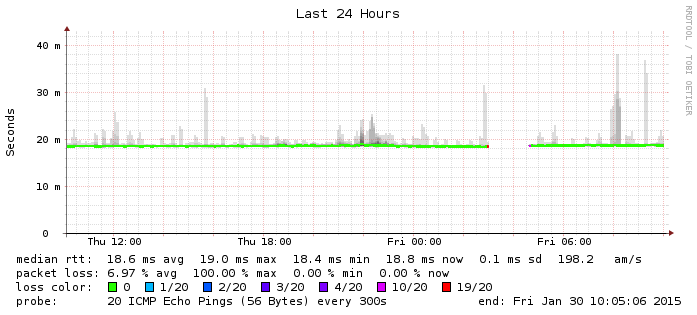 Last 24 Hours
RRDTOOL / TOBI OETIKER
Seconds
40 m
30 m
20 m
10 m
0
Thu 12:00 Thu 18:00 Fri 00:00 Fri 06:00
median rtt: 18.6 ms avg 19.0 ms max 18.4 ms min 18.8 ms now 0.1 ms sd 198.2 am/s
packet loss: 6.97 % avg 100.00 % max 0.00 % min 0.00 % now
loss color: 0 1/20 2/20 3/20 4/20 10/20 19/20
probe: 20 ICMP Echo Pings (56 Bytes) every 300s end: Fri Jan 30 10:05:06 2015